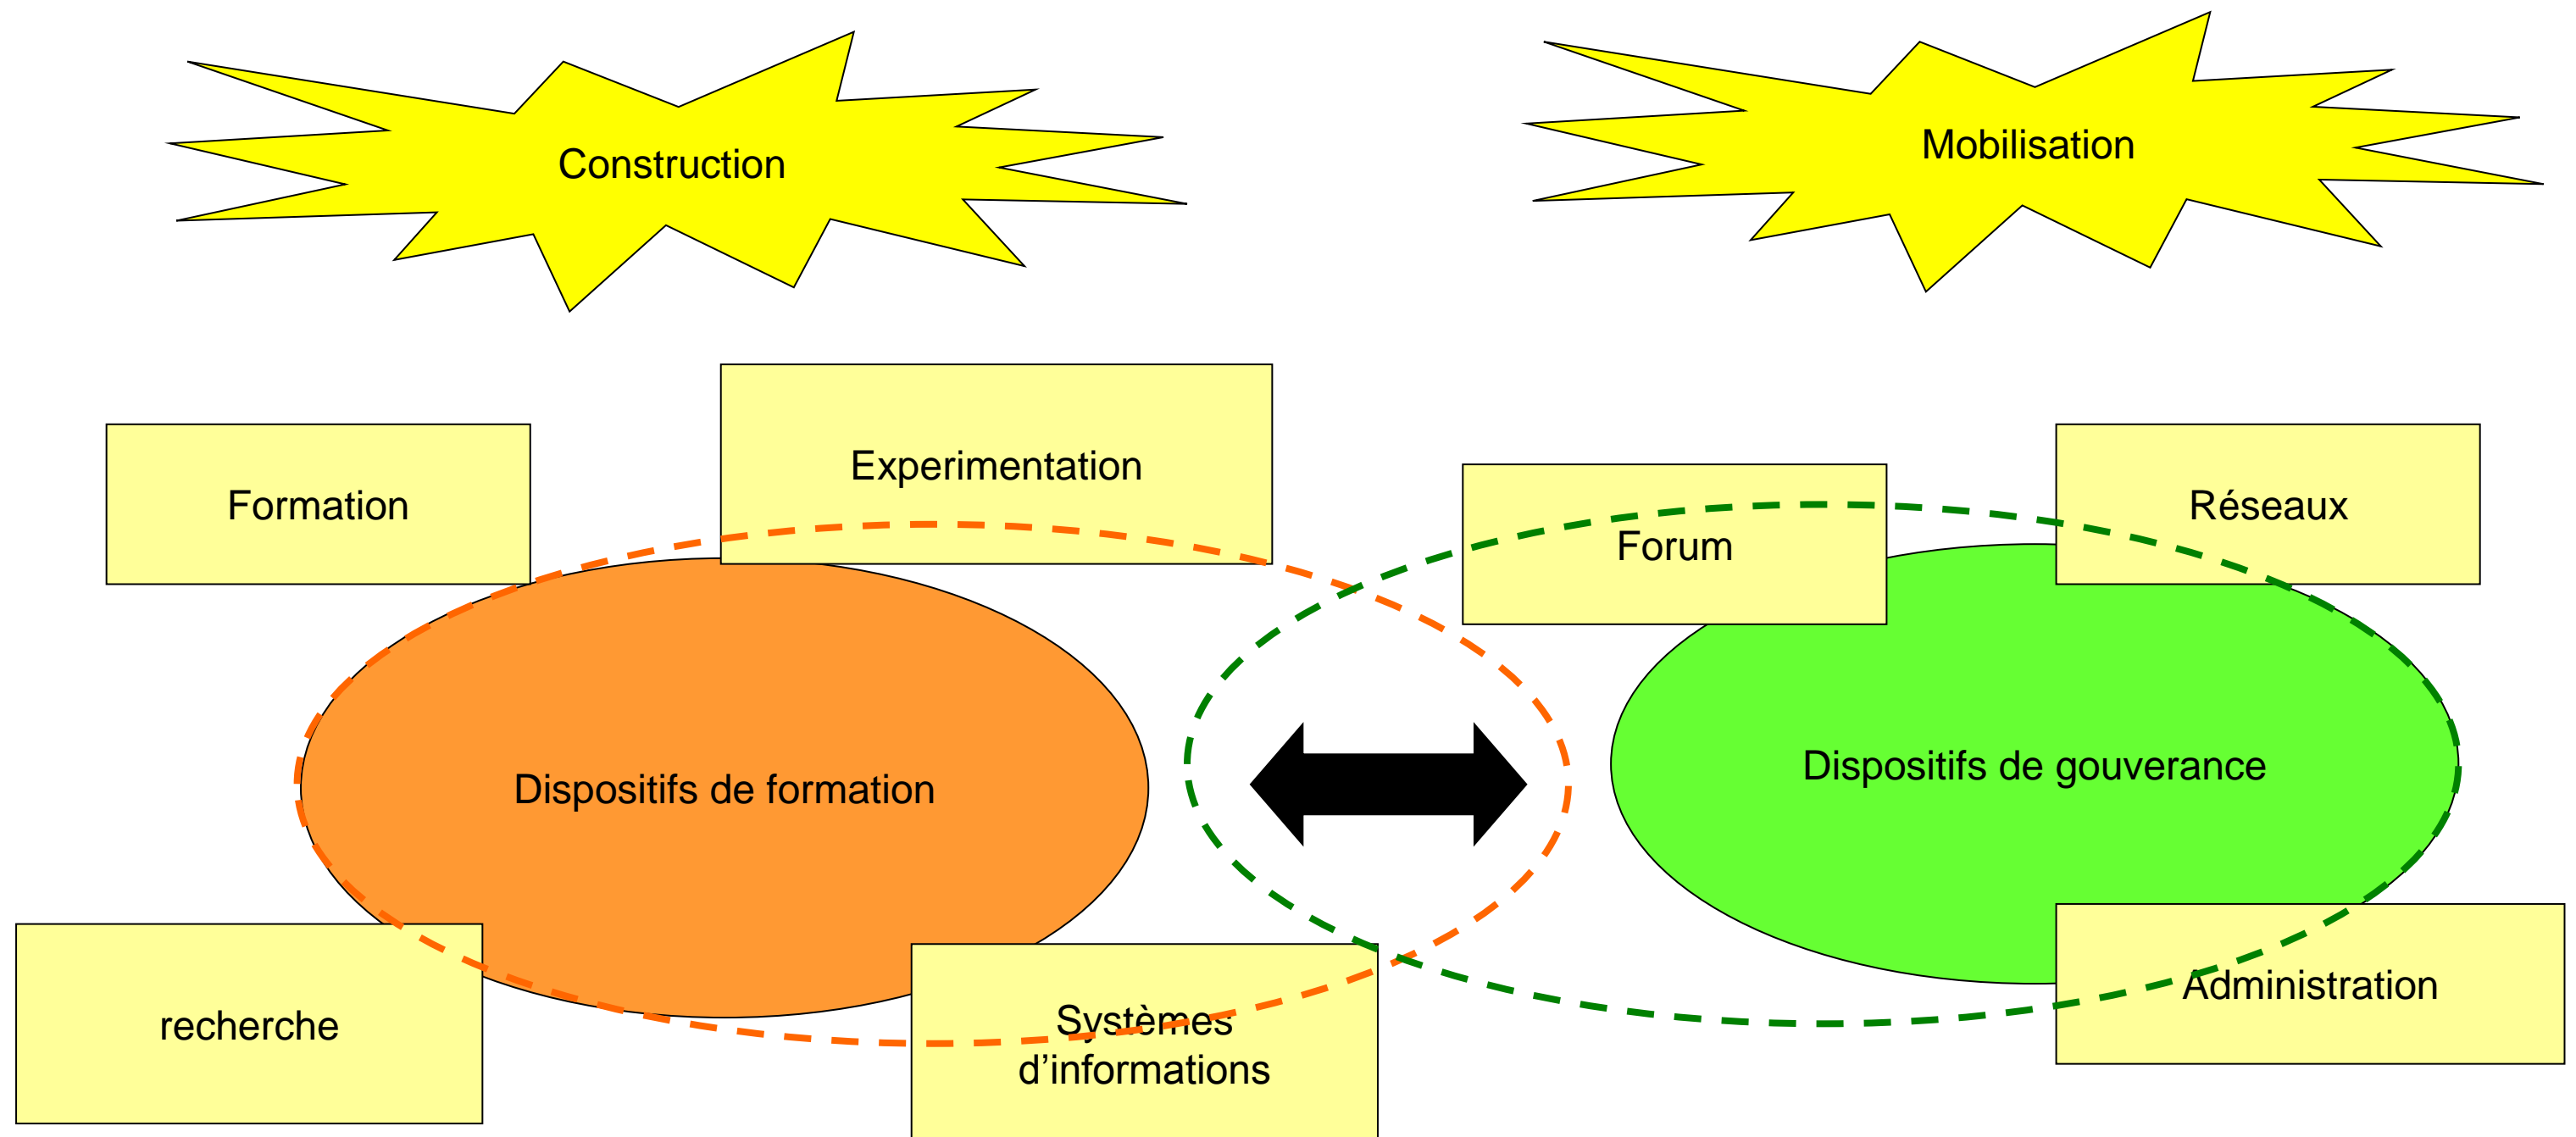 Construction
Mobilisation
Formation
Experimentation
Forum
Réseaux
Dispositifs de formation
Dispositifs de gouverance
recherche
Systèmes
d’informations
Administration